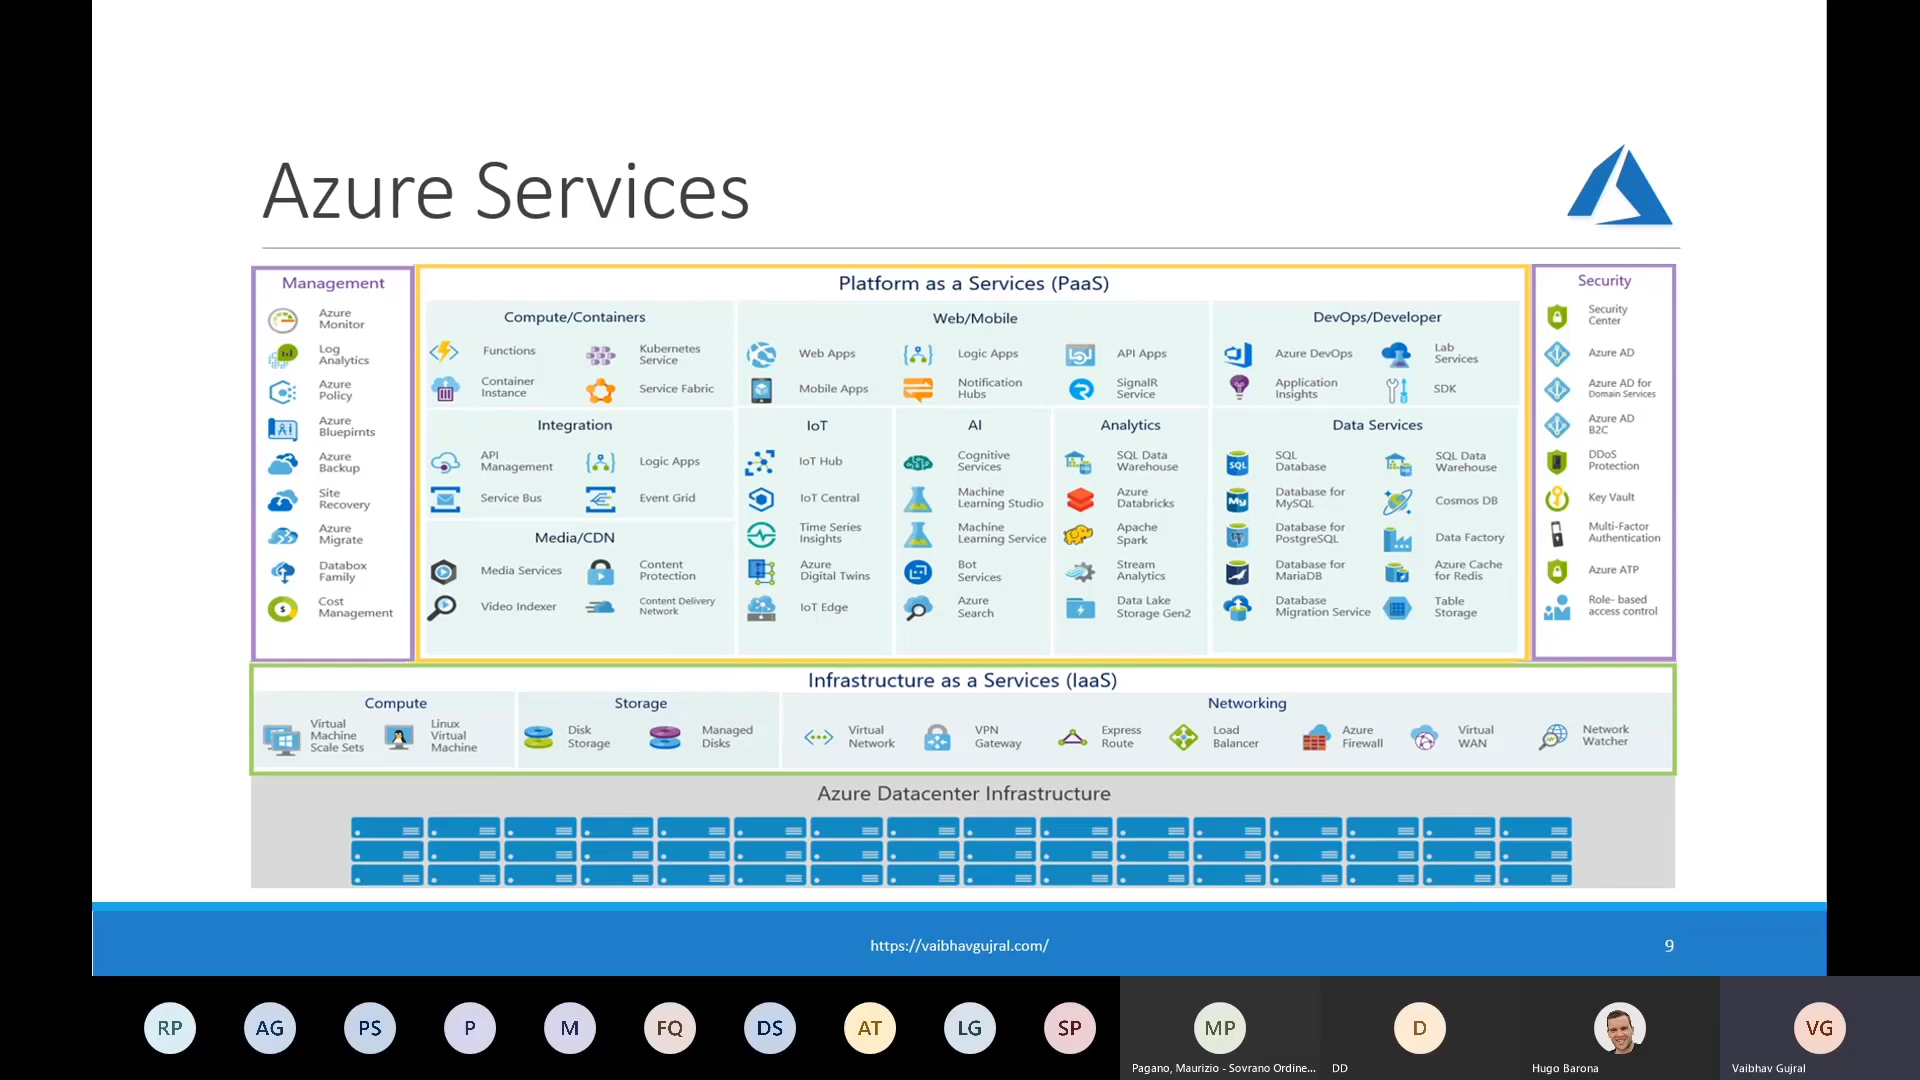 Azure Services
Management
Azure
Monitor
Log
Analytics
Azure
Policy
Azure
Bluepirnts
Azure
Backup
Site
Recovery
Azure
Migrate
Databox
Family
Cost
Management
Platform as a Services (PaaS)
Compute/Containers
Functions
Kubernetes
Service
Container
Instance
Service Fabric
Web/Mobile
Web Apps
Logic Apps
API Apps
Mobile Apps
Notification
Hubs
SignalR
Service
DevOps/Developer
Azure DevOps
Lab
Services
Application
Insights
SDK
Integration
API
Management
Logic Apps
Service Bus
Event Grid
Media/CDN
Media Services
Content
Protection
Video Indexer
Content Delivery
Network
IoT
IoT Hub
IoT Central
Time Series
Insights
Azure
Digital Twins
IoT Edge
AI
Cognitive
Services
Machine
Learning Studio
Machine
Learning Service
Bot
Services
Azure
Search
Analytics
SQL Data
Warehouse
Azure
Databricks
Apache
Spark
Stream
Analytics
Data Lake
Storage Gen2
Data Services
SQL
SQL
Database
SQL Data
Warehouse
My
Database for
MySQL
Cosmos DB
Database for
PostgreSQL
Data Factory
Database for
MariaDB
Azure Cache
for Redis
Database
Migration Service
Table
Storage
Security
Security
Center
Azure AD
Azure AD for
Domain Services
Azure AD
B2C
DDoS
Protection
Key Vault
Multi-Factor
Authentication
Azure ATP
Role- based
access control
Infrastructure as a Services (IaaS)
Compute
Virtual
Machine
Scale Sets
Linux
Virtual
Machine
Storage
Disk
Storage
Managed
Disks
Networking
Virtual
Network
VPN
Gateway
Express
Route
Load
Balancer
Azure
Firewall
Virtual
WAN
Network
Watcher
Azure Datacenter Infrastructure
https://vaibhavgujral.com/
9
RP
AG
PS
P
M
FQ
DS
AT
LG
SP
MP
D
VG
Pagano, Maurizio - Sovrano Ordine...
DD
Hugo Barona
Vaibhav Gujral